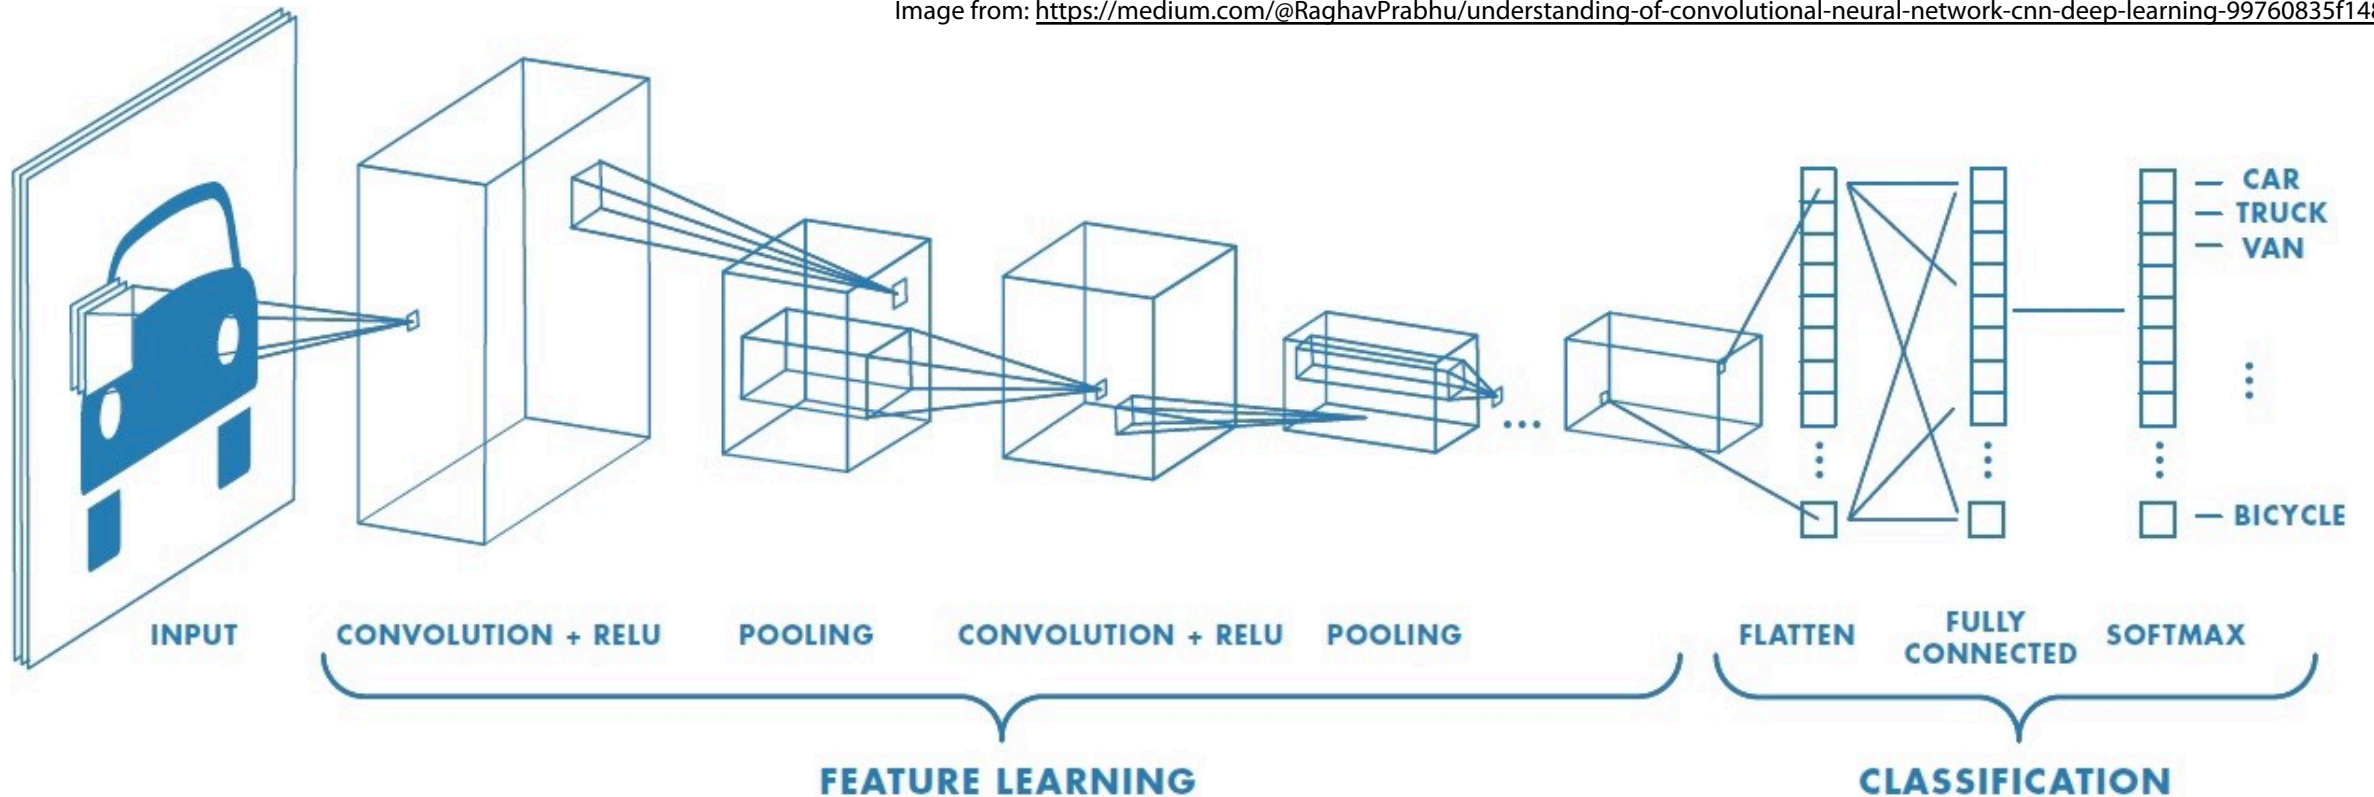 Image from: https://medium.com/@RaghavPrabhu/understanding-of-convolutional-neural-network-cnn-deep-learning-99760835f148
CAR
TRUCK
VAN
BICYCLE
INPUT
CONVOLUTION + RELU
POOLING
CONVOLUTION + RELU
POOLING
FLATTEN
FULLY
CONNECTED
SOFTMAX
FEATURE LEARNING
CLASSIFICATION